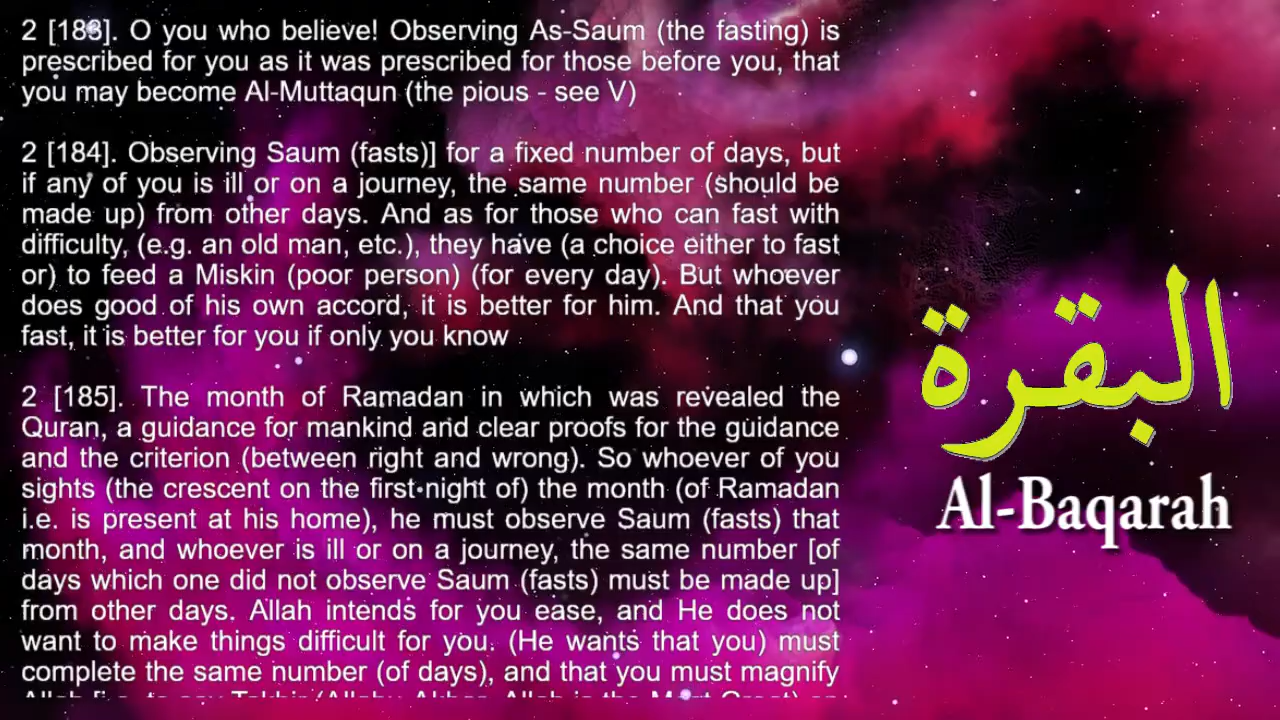 2 [183]. O you who believe! Observing As-Saum (the fasting) is
prescribed for you as it was prescribed for those before you, that
you may become Al-Muttaqun (the pious - see V)
2 [184]. Observing Saum (fasts)] for a fixed number of days, but
if any of you is ill or on a journey, the same number (should be
made up) from other days. And as for those who can fast with
difficulty, (e.g. an old man, etc.), they have (a choice either to fast
or) to feed a Miskin (poor person) (for every day). But whoever
does good of his own accord, it is better for him. And that you
fast, it is better for you if only you know
2 [185]. The month of Ramadan in which was revealed the
Quran, a guidance for mankind and clear proofs for the guidance
and the criterion (between right and wrong). So whoever of you
sights (the crescent on the first night of) the month (of Ramadan
i.e. is present at his home), he must observe Saum (fasts) that
month, and whoever is ill or on a journey, the same number [of
days which one did not observe Saum (fasts) must be made up]
from other days. Allah intends for you ease, and He does not
want to make things difficult for you. (He wants that you) must
complete the same number (of days), and that you must magnify
البقرة
Al-Baqarah